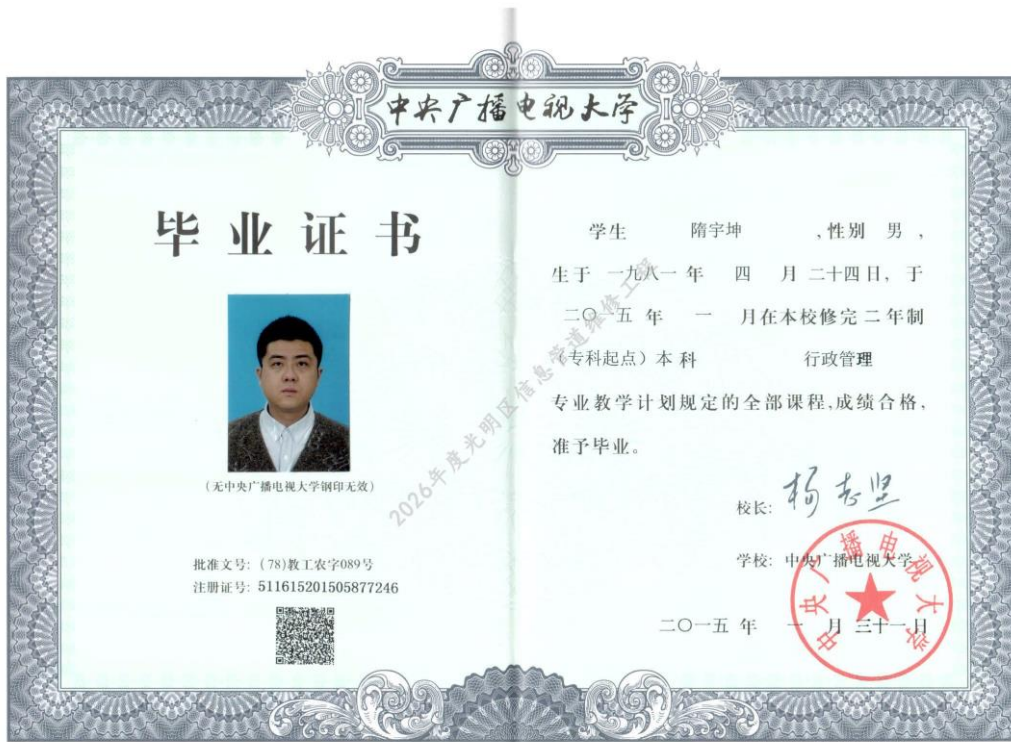 中央广播电视大学
毕业证书
(无中央广播电视大学钢印无效)
批准文号: (78)教工农字089号
注册证号: 511615201505877246
学生 隋宇坤 ,性别 男 ,
生于 一九八一 年 四 月 二十四 日, 于
二〇一五 年 一 月在本校修完 二年制
(专科起点) 本科 行政管理
专业教学计划规定的全部课程,成绩合格,
准予毕业。
校长: 杨志坚
学校: 中央广播电视大学
二〇一五 年 一 月 三十一 日
中央广播电视大学
2026年度光明区信息管道维修工程